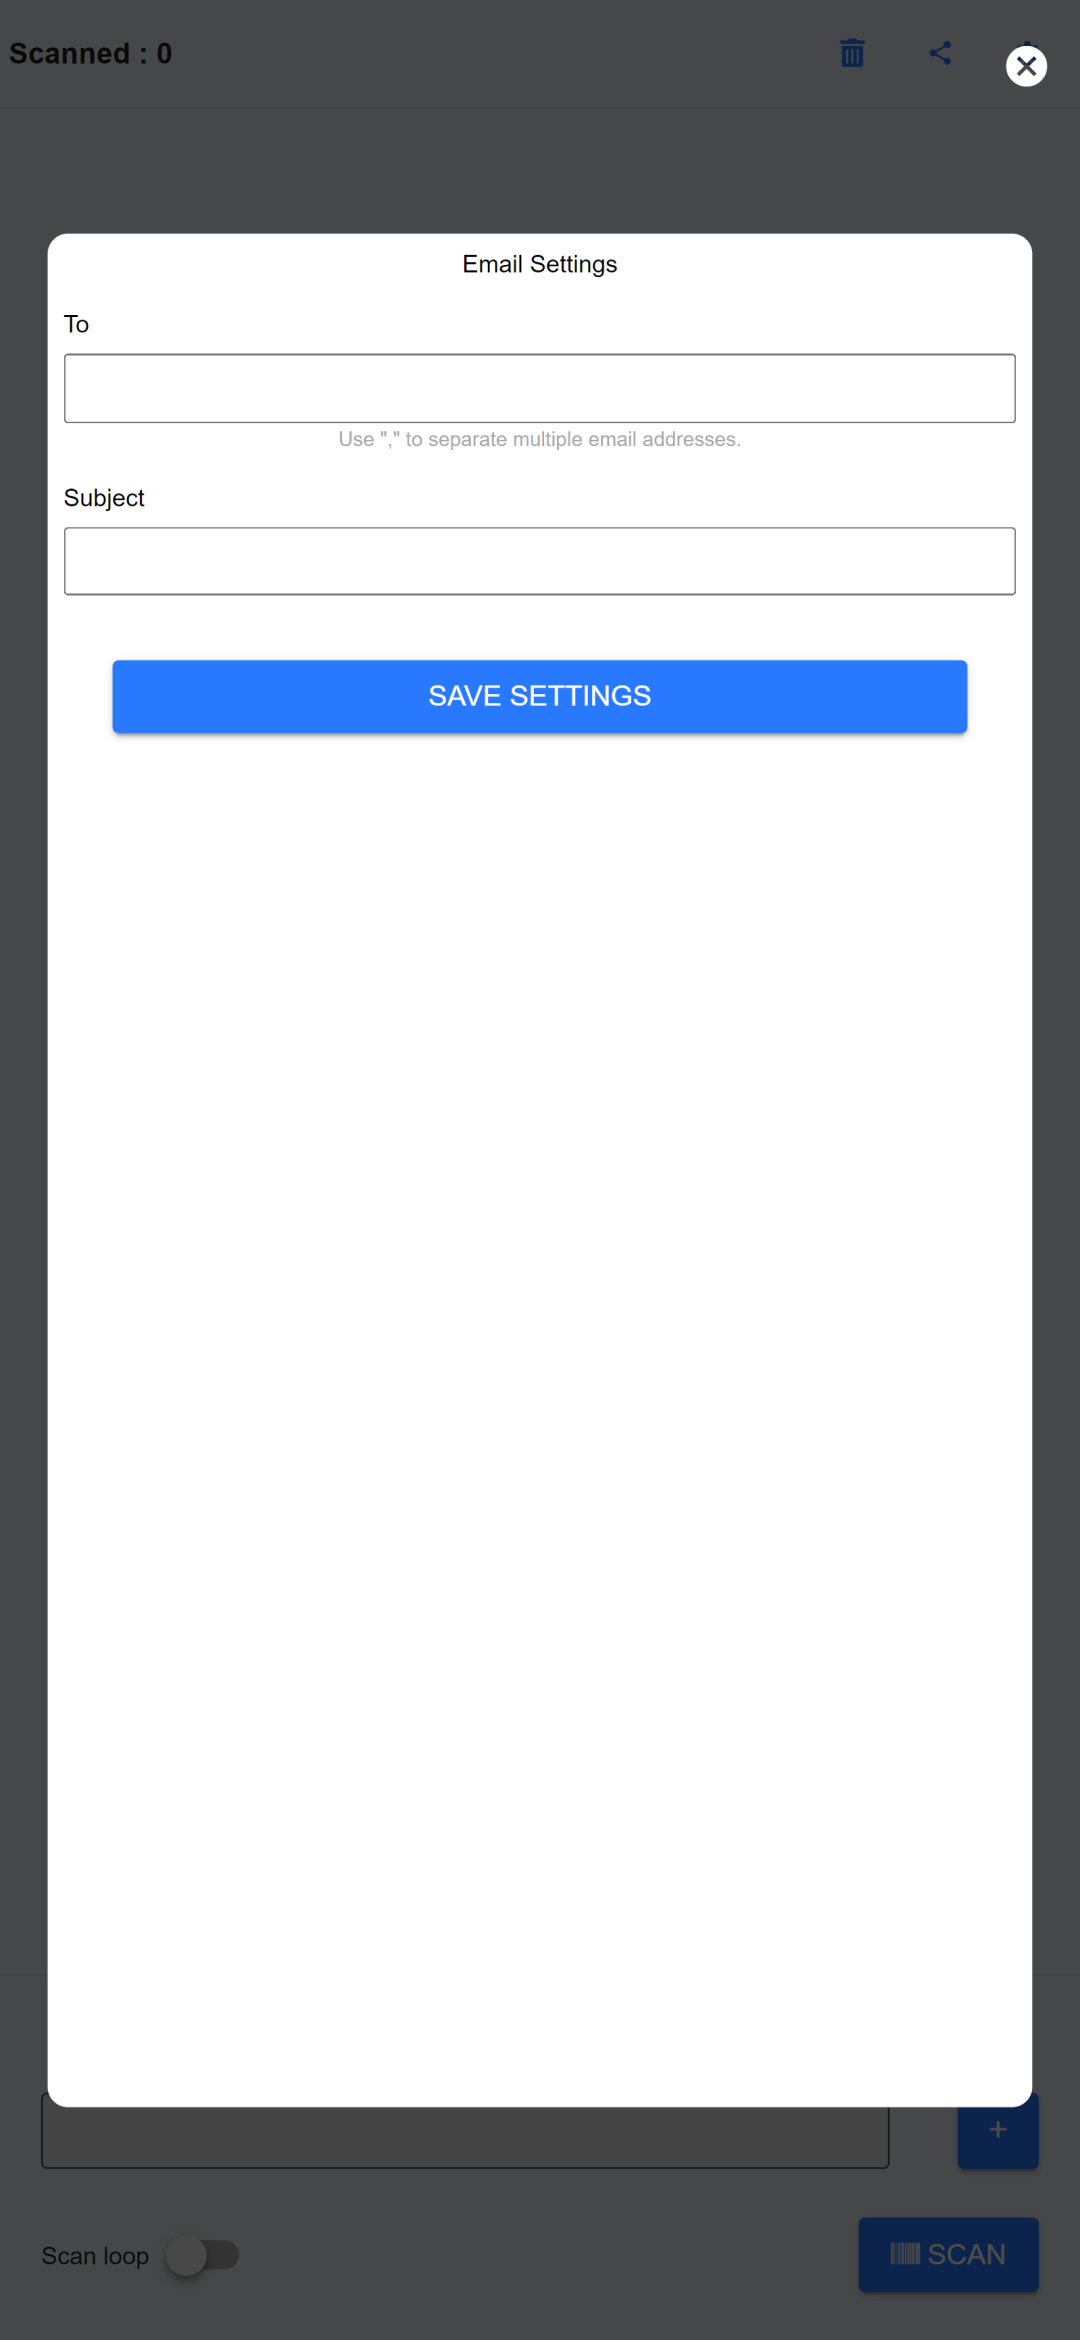 Scanned : 0
Email Settings
To
Use "," to separate multiple email addresses.
Subject
SAVE SETTINGS
+
Scan loop
SCAN